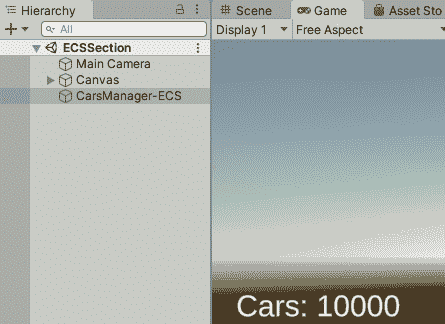 Hierarchy
All
ECSSection
Main Camera
Canvas
CarsManager-ECS
Scene
Game
Asset Sto
Display 1
Free Aspect
Cars: 10000